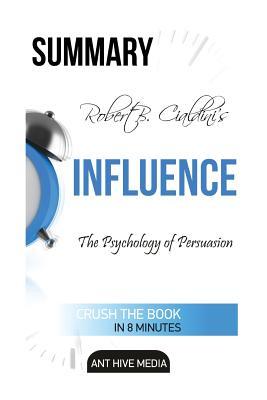 SUMMARY
Robert B. Cialdini's
INFLUENCE
The Psychology of Persuasion
CRUSH THE BOOK
IN 8 MINUTES
ANT HIVE MEDIA